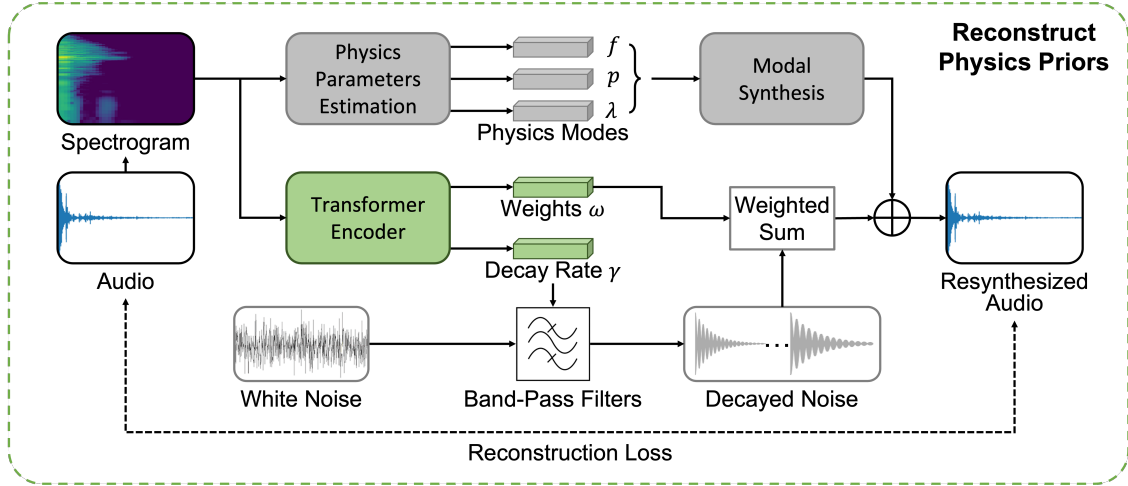 Reconstruct
Physics Priors
Physics
Parameters
Estimation
f
p
λ
Physics Modes
Modal
Synthesis
Spectrogram
Transformer
Encoder
Weights ω
Decay Rate γ
Weighted
Sum
Audio
Resynthesized
Audio
White Noise
Band-Pass Filters
Decayed Noise
Reconstruction Loss